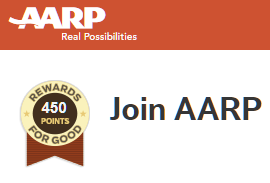 AARP
Real Possibilities
REWARDS
450
POINTS
FOR GOOD
Join AARP